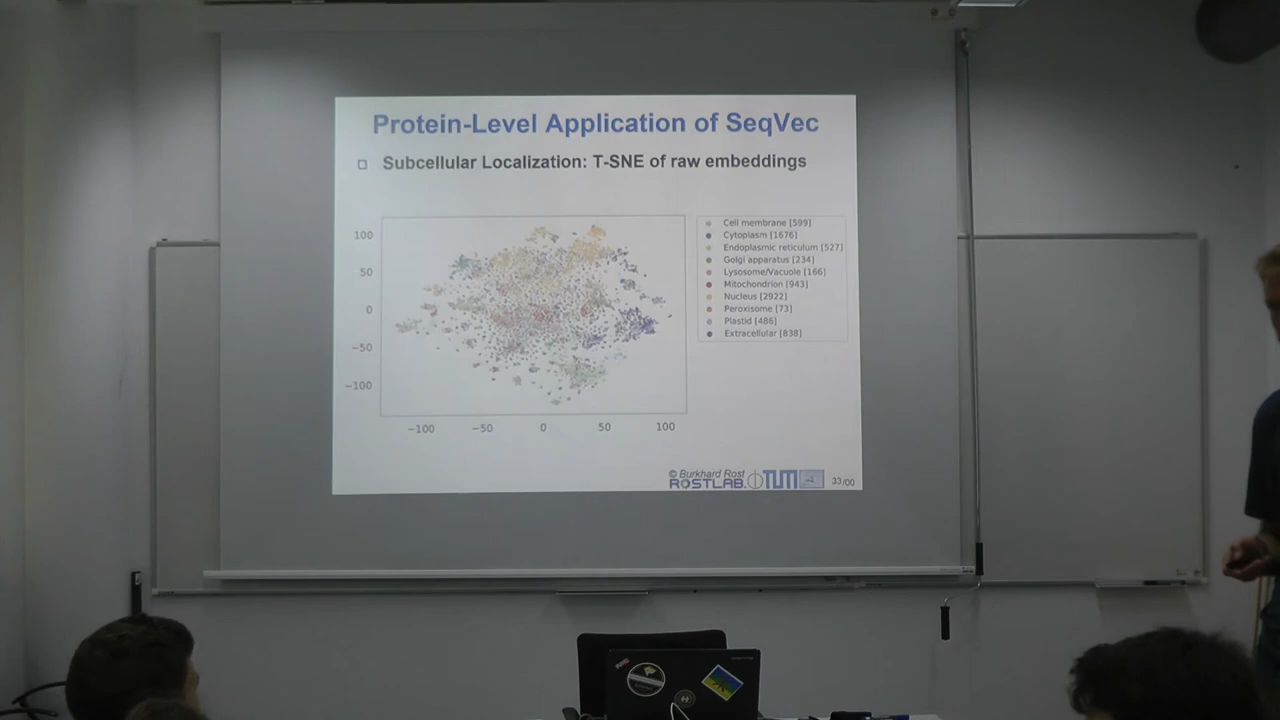 Protein-Level Application of SeqVec
Subcellular Localization: T-SNE of raw embeddings
Cell membrane [599]
Cytoplasm [1676]
Endoplasmic reticulum [527]
Golgi apparatus [234]
Lysosome/Vacuole [166]
Mitochondrion [943]
Nucleus [2922]
Peroxisome [73]
Plastid [486]
Extracellular [838]
100
50
0
−50
−100
−100 −50 0 50 100
© Burkhard Rost
ROSTLAB. TUM
33/00